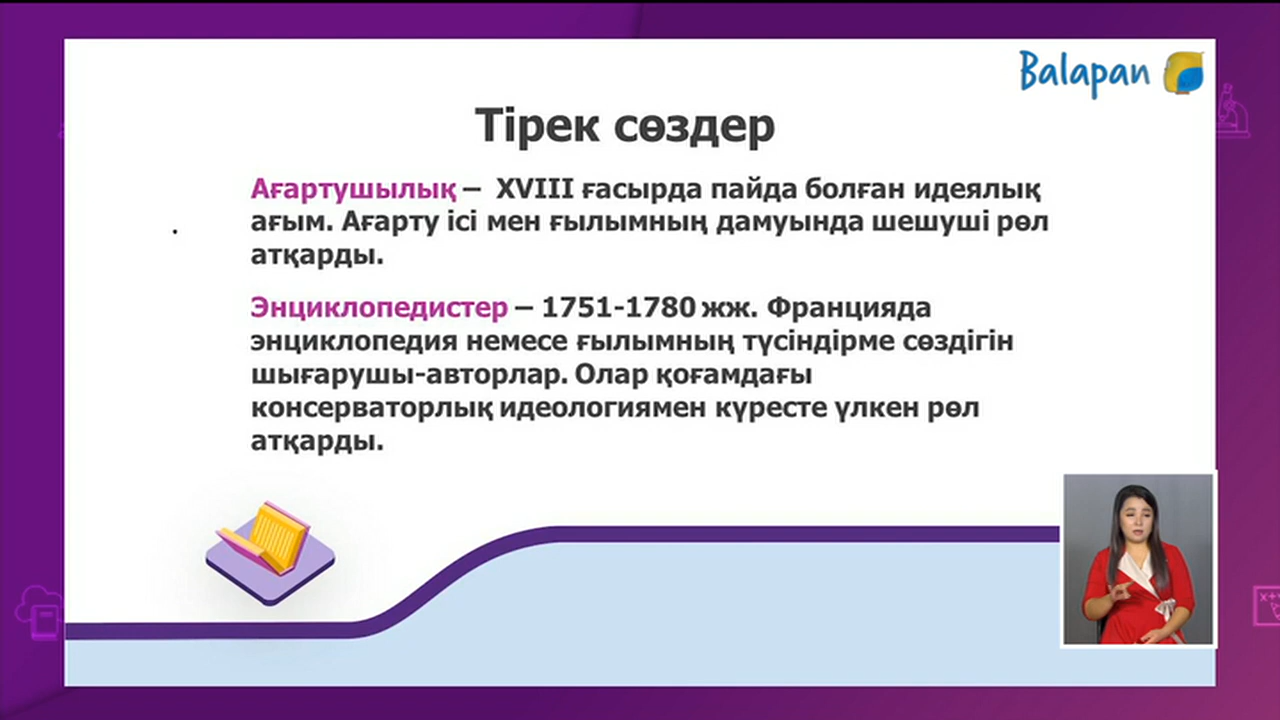 Balapan
Тірек сөздер
Ағартушылық – XVIII ғасырда пайда болған идеялық
ағым. Ағарту ісі мен ғылымның дамуында шешуші рөл
атқарды.
Энциклопедистер – 1751-1780 жж. Францияда
энциклопедия немесе ғылымның түсіндірме сөздігін
шығарушы-авторлар. Олар қоғамдағы
консерваторлық идеологиямен күресте үлкен рөл
атқарды.